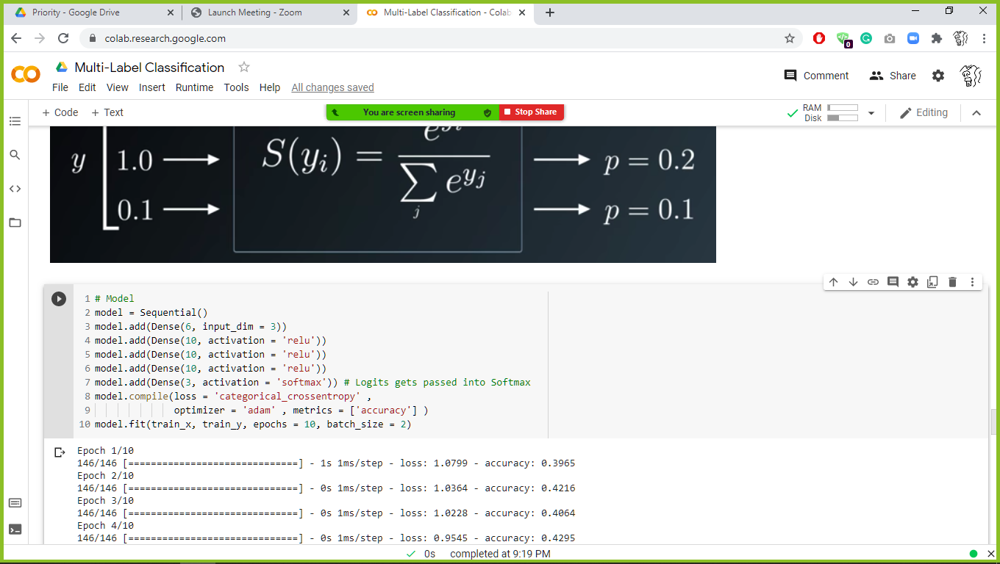 Priority - Google Drive
Launch Meeting - Zoom
Multi-Label Classification - Colab
colab.research.google.com
0
Multi-Label Classification
File Edit View Insert Runtime Tools Help All changes saved
Comment Share
+ Code + Text
You are screen sharing Stop Share
RAM
Disk
Editing
y 1.0 S(yᵢ) = e^{yᵢ} / ∑ⱼ e^{yⱼ} p = 0.2
0.1 p = 0.1
1 # Model
2 model = Sequential()
3 model.add(Dense(6, input_dim = 3))
4 model.add(Dense(10, activation = 'relu'))
5 model.add(Dense(10, activation = 'relu'))
6 model.add(Dense(10, activation = 'relu'))
7 model.add(Dense(3, activation = 'softmax')) # Logits gets passed into Softmax
8 model.compile(loss = 'categorical_crossentropy' ,
9 optimizer = 'adam' , metrics = ['accuracy'] )
10 model.fit(train_x, train_y, epochs = 10, batch_size = 2)
Epoch 1/10
146/146 [==============================] - 1s 1ms/step - loss: 1.0799 - accuracy: 0.3965
Epoch 2/10
146/146 [==============================] - 0s 1ms/step - loss: 1.0364 - accuracy: 0.4216
Epoch 3/10
146/146 [==============================] - 0s 1ms/step - loss: 1.0228 - accuracy: 0.4064
Epoch 4/10
146/146 [==============================] - 0s 1ms/step - loss: 0.9545 - accuracy: 0.4295
0s completed at 9:19 PM